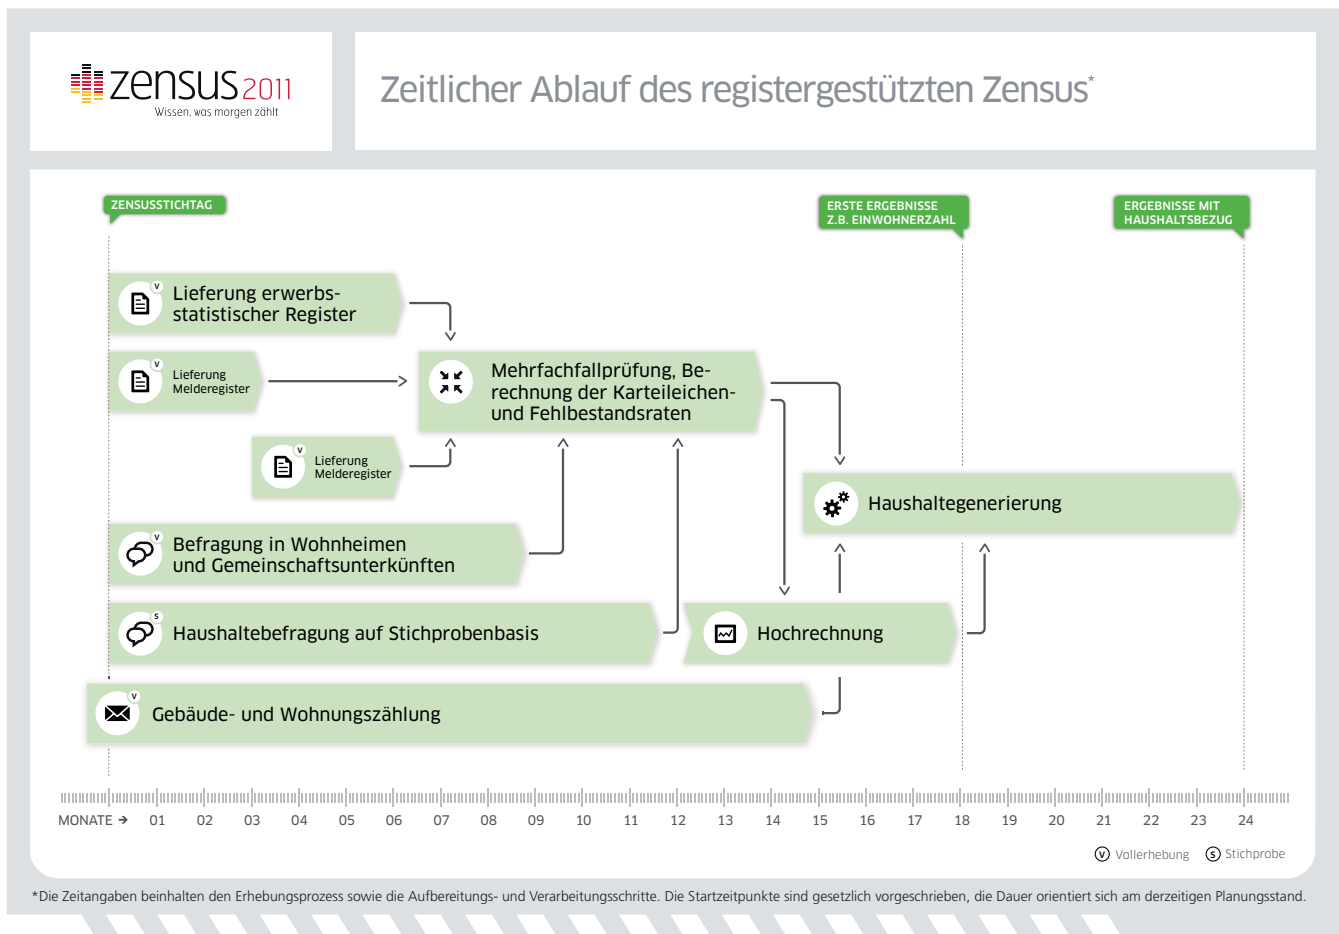 zensus 2011
Wissen, was morgen zählt
Zeitlicher Ablauf des registergestützten Zensus*
ZENSUSSTICHTAG
ERSTE ERGEBNISSE
Z.B. EINWOHNERZAHL
ERGEBNISSE MIT
HAUSHALTSBEZUG
V
Lieferung erwerbs-
statistischer Register
V
Lieferung
Melderegister
Mehrfachfallprüfung, Be-
rechnung der Karteileichen-
und Fehlbestandsraten
V
Lieferung
Melderegister
Haushaltegenerierung
V
Befragung in Wohnheimen
und Gemeinschaftsunterkünften
S
Haushaltebefragung auf Stichprobenbasis
Hochrechnung
V
Gebäude- und Wohnungszählung
MONATE → 01 02 03 04 05 06 07 08 09 10 11 12 13 14 15 16 17 18 19 20 21 22 23 24
V Vollerhebung S Stichprobe
*Die Zeitangaben beinhalten den Erhebungsprozess sowie die Aufbereitungs- und Verarbeitungsschritte. Die Startzeitpunkte sind gesetzlich vorgeschrieben, die Dauer orientiert sich am derzeitigen Planungsstand.